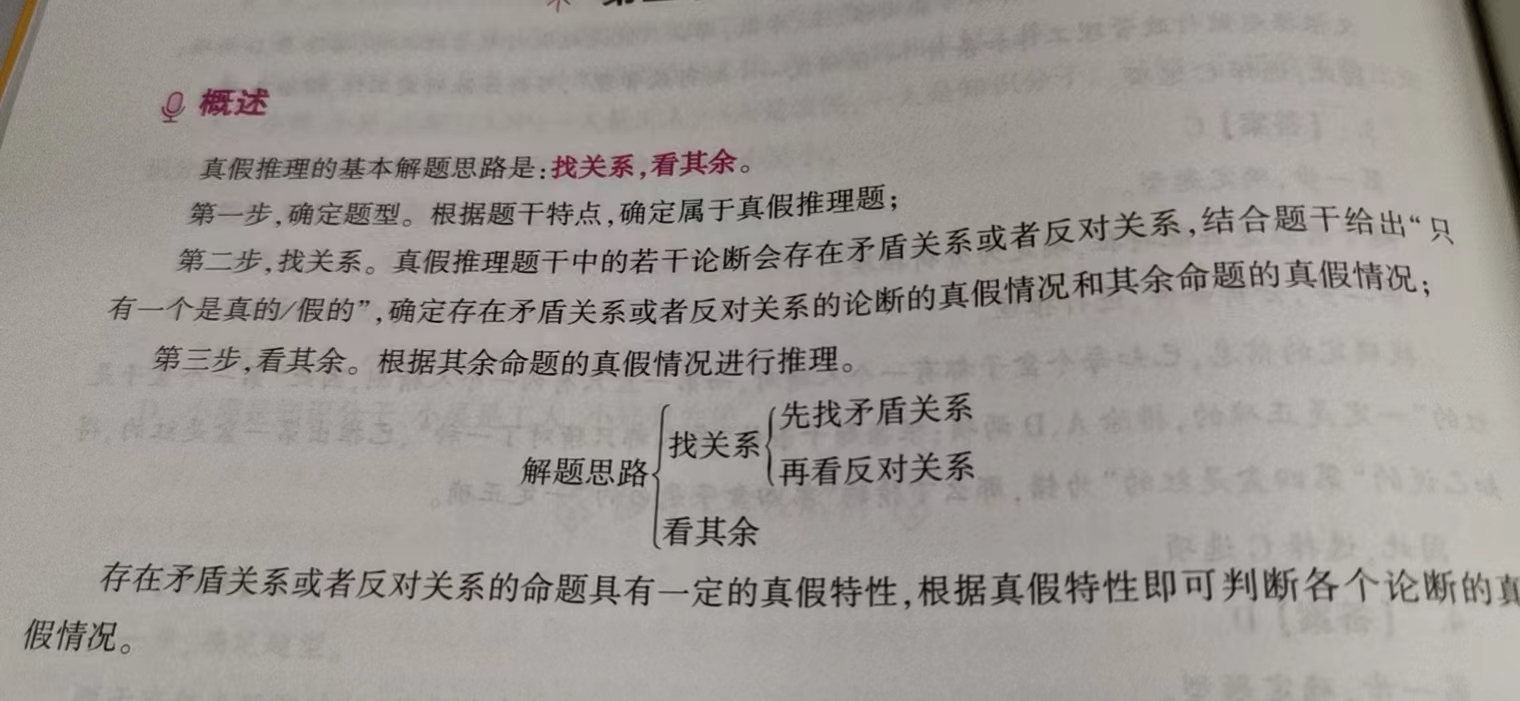 概述
真假推理的基本解题思路是：找关系，看其余。
第一步，确定题型。根据题干特点，确定属于真假推理题；
第二步，找关系。真假推理题干中的若干论断会存在矛盾关系或者反对关系，结合题干给出“只
有一个是真的/假的”，确定存在矛盾关系或者反对关系的论断的真假情况和其余命题的真假情况；
第三步，看其余。根据其余命题的真假情况进行推理。
先找矛盾关系
找关系
再看反对关系
解题思路
看其余
存在矛盾关系或者反对关系的命题具有一定的真假特性，根据真假特性即可判断各个论断的真
假情况。